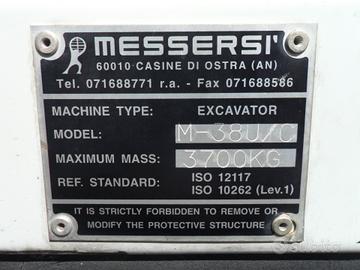 MESSERSI'
60010 CASINE DI OSTRA (AN)
Tel. 071688771 r.a. - Fax 071688586
MACHINE TYPE: EXCAVATOR
MODEL: M-38U/C
MAXIMUM MASS: 3700KG
REF. STANDARD: ISO 12117
ISO 10262 (Lev.1)
IT IS STRICTLY FORBIDDEN TO REMOVE OR
MODIFY THE PROTECTIVE STRUCTURE